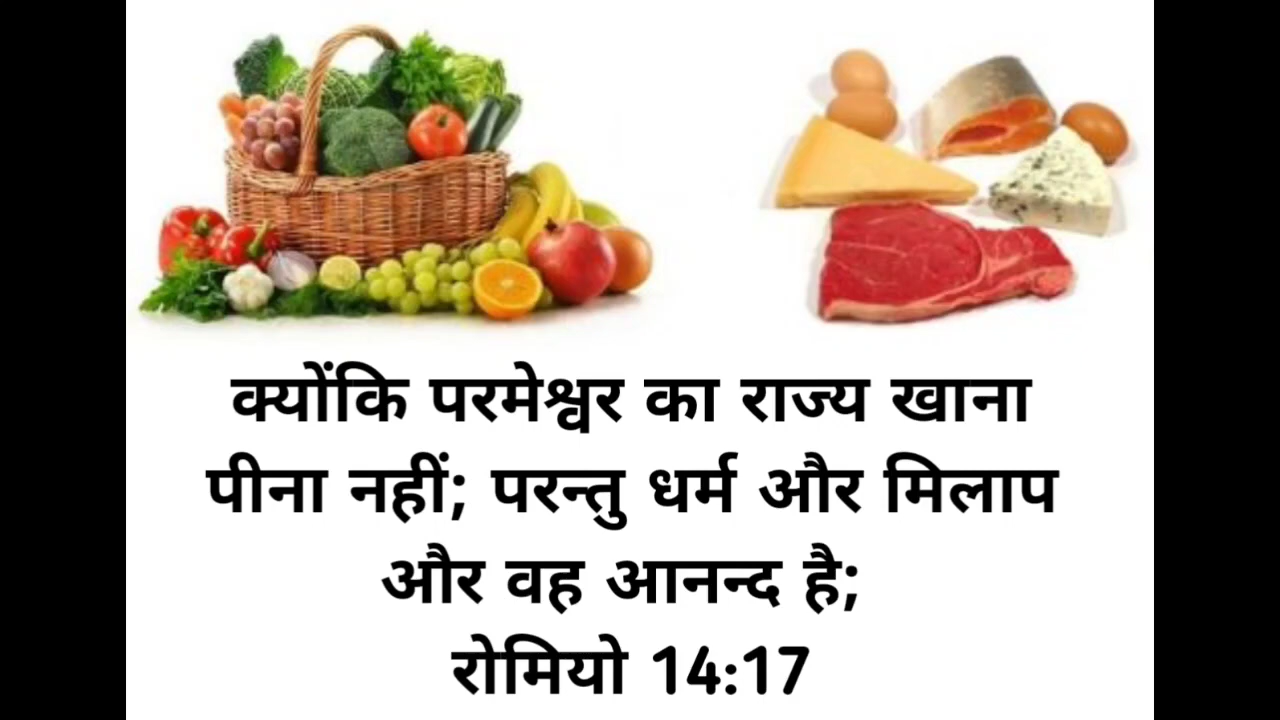 क्योंकि परमेश्वर का राज्य खाना
पीना नहीं; परन्तु धर्म और मिलाप
और वह आनन्द है;
रोमियो 14:17